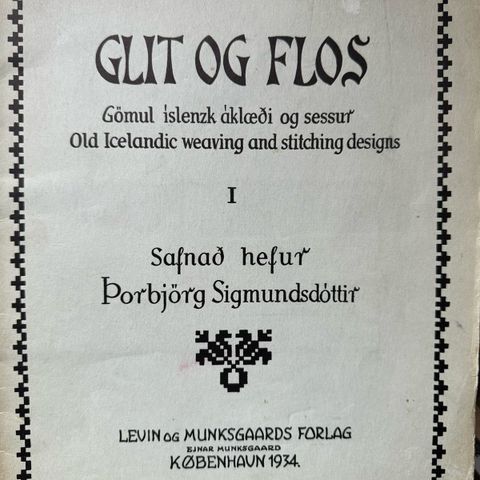 GLIT OG FLOS
Gömul íslenzk áklæði og sessur
Old Icelandic weaving and stitching designs
I
Safnað hefur
Þorbjörg Sigmundsdóttir
LEVIN OG MUNKSGAARDS FORLAG
EJNAR MUNKSGAARD
KØBENHAVN 1934.